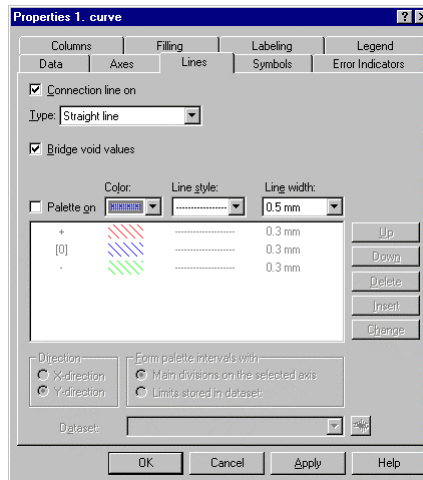 Properties 1. curve
Columns Filling Labeling Legend
Data Axes Lines Symbols Error Indicators
Connection line on
Type: Straight line
Bridge void values
Color: Line style: Line width:
Palette on 0.5 mm
+ 0.3 mm
[0] 0.3 mm
- 0.3 mm
Up
Down
Delete
Insert
Change
Direction
X-direction
Y-direction
Form palette intervals with
Main divisions on the selected axis
Limits stored in dataset:
Dataset:
OK Cancel Apply Help